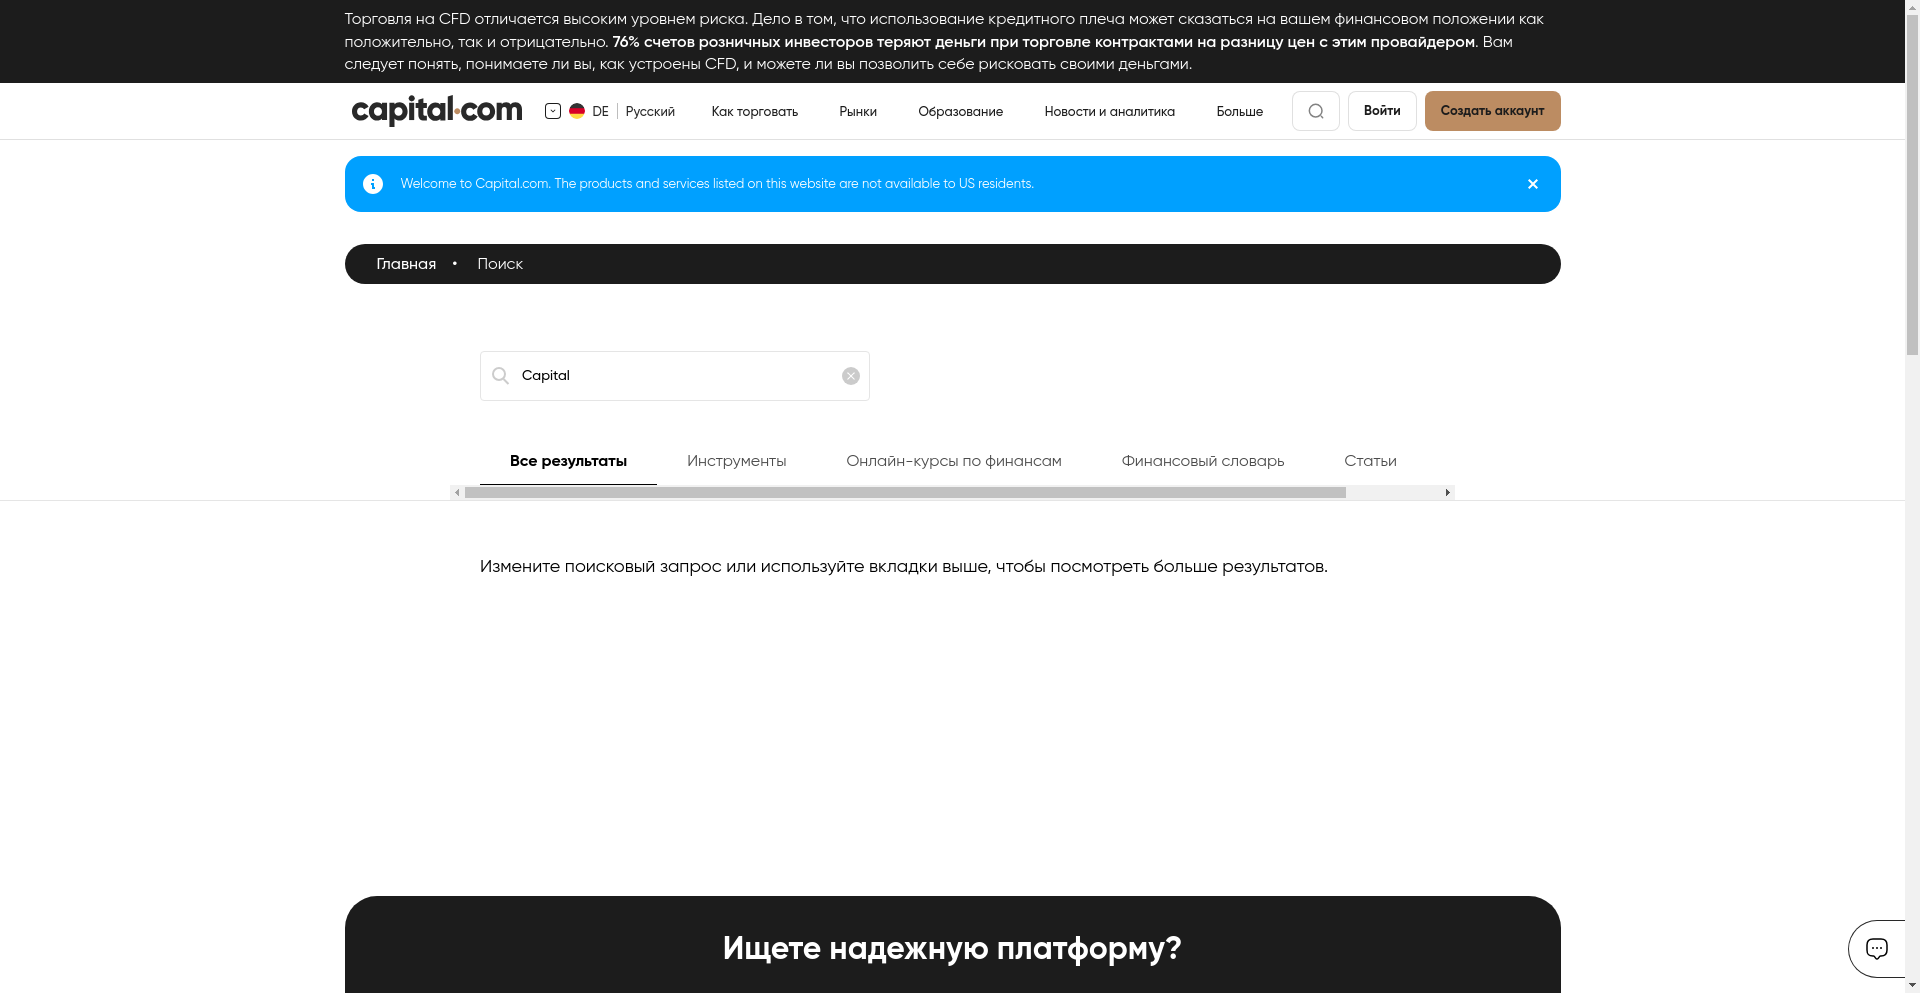 Торговля на CFD отличается высоким уровнем риска. Дело в том, что использование кредитного плеча может сказаться на вашем финансовом положении как
положительно, так и отрицательно. 76% счетов розничных инвесторов теряют деньги при торговле контрактами на разницу цен с этим провайдером. Вам
следует понять, понимаете ли вы, как устроены CFD, и можете ли вы позволить себе рисковать своими деньгами.
capital.com DE Русский Как торговать Рынки Образование Новости и аналитика Больше Войти Создать аккаунт
Welcome to Capital.com. The products and services listed on this website are not available to US residents.
Главная • Поиск
Capital
Все результаты Инструменты Онлайн-курсы по финансам Финансовый словарь Статьи
Измените поисковый запрос или используйте вкладки выше, чтобы посмотреть больше результатов.
Ищете надежную платформу?